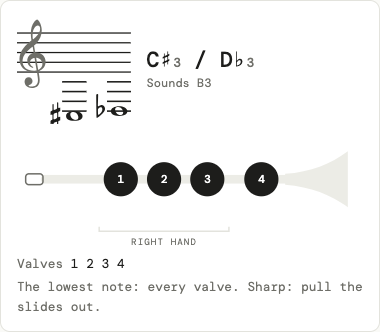 C♯3 / D♭3
Sounds B3
1 2 3 4
RIGHT HAND
Valves 1 2 3 4
The lowest note: every valve. Sharp: pull the
slides out.